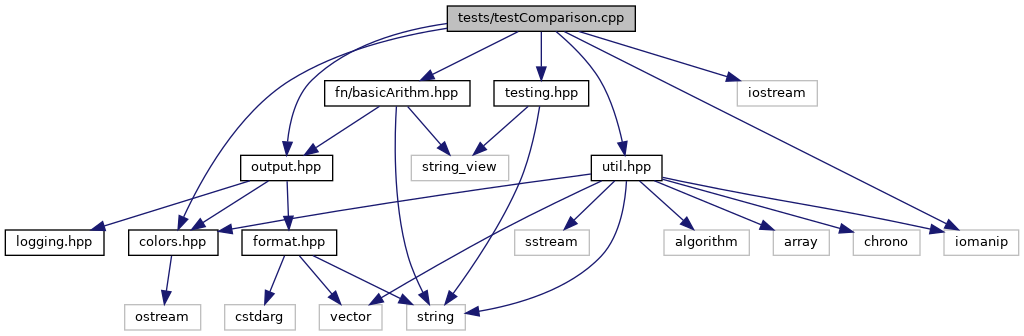 tests/testComparison.cpp
fn/basicArithm.hpp
testing.hpp
iostream
output.hpp
string_view
util.hpp
logging.hpp
colors.hpp
format.hpp
sstream
algorithm
array
chrono
iomanip
ostream
cstdarg
vector
string